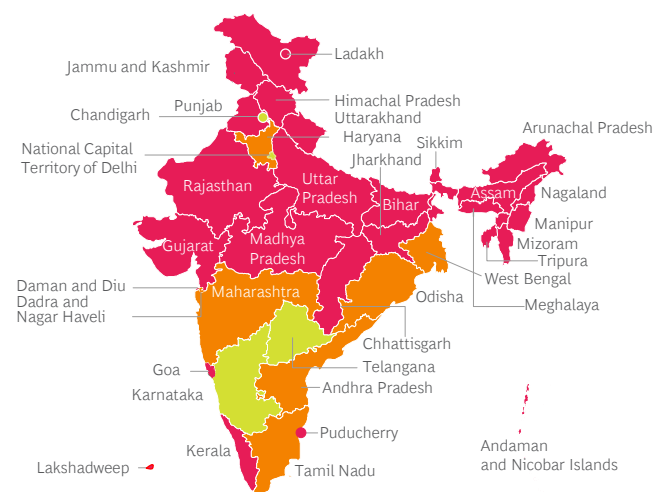 Ladakh
Jammu and Kashmir
Punjab
Himachal Pradesh
Chandigarh
Uttarakhand
Haryana
Arunachal Pradesh
National Capital
Territory of Delhi
Sikkim
Jharkhand
Rajasthan
Uttar
Pradesh
Assam
Nagaland
Bihar
Manipur
Gujarat
Madhya
Pradesh
Mizoram
Tripura
West Bengal
Daman and Diu
Dadra and
Nagar Haveli
Maharashtra
Odisha
Meghalaya
Chhattisgarh
Goa
Telangana
Karnataka
Andhra Pradesh
Puducherry
Kerala
Andaman
and Nicobar Islands
Lakshadweep
Tamil Nadu